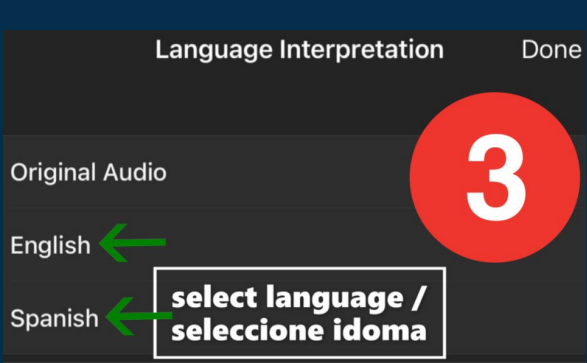 Language Interpretation Done
3
Original Audio
English
Spanish
select language /
seleccione idoma